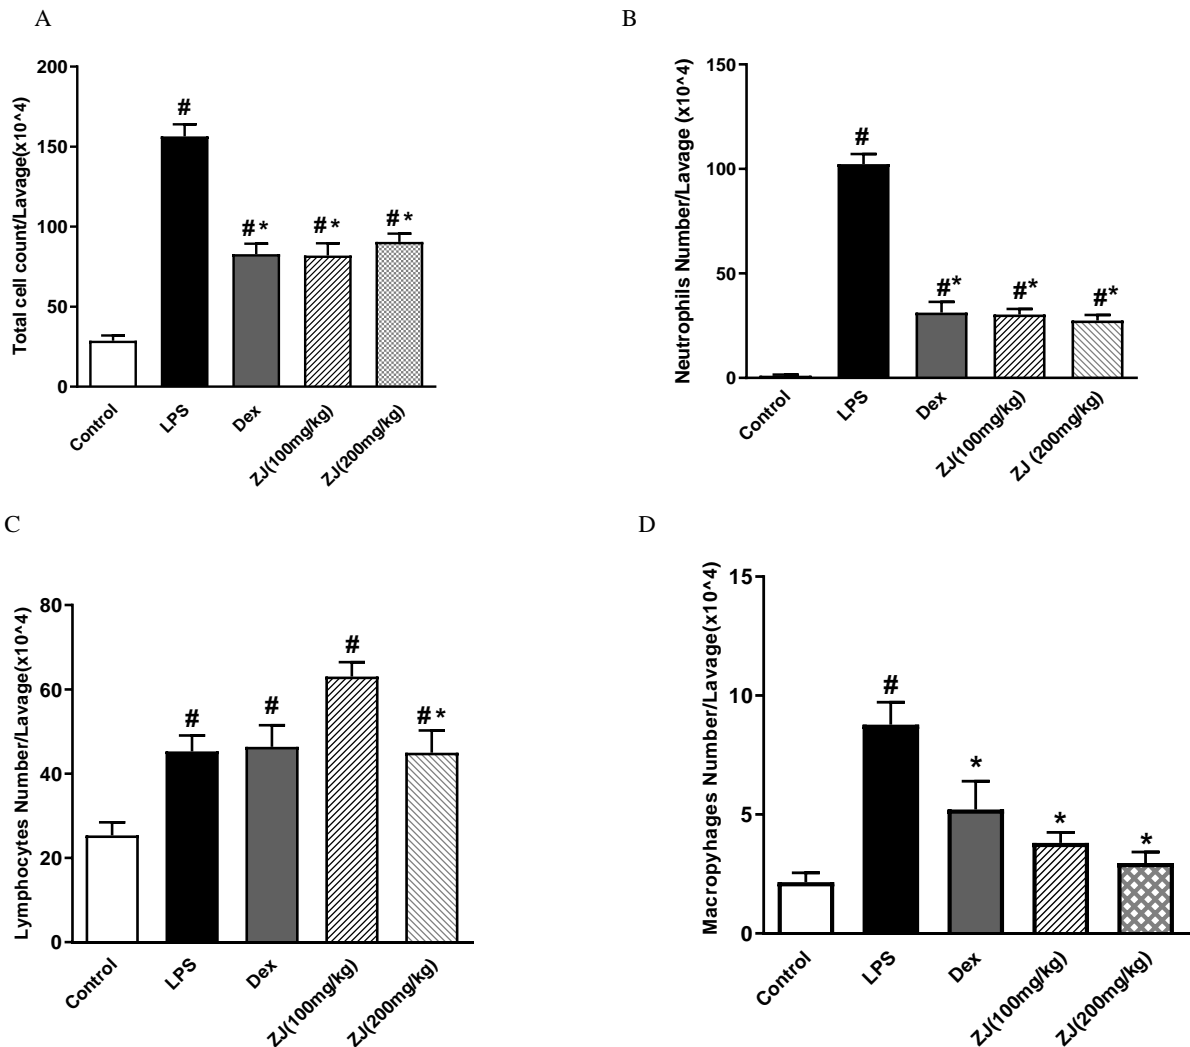 A
Total cell count/Lavage(x10^4)
200
150
100
50
0
#
#*
#*
#*
Control
LPS
Dex
ZJ(100mg/kg)
ZJ(200mg/kg)
B
Neutrophils Number/Lavage (x10^4)
150
100
50
0
#
#*
#*
#*
Control
LPS
Dex
ZJ(100mg/kg)
ZJ (200mg/kg)
C
Lymphocytes Number/Lavage(x10^4)
80
60
40
20
0
#
#
#
#*
Control
LPS
Dex
ZJ(100mg/kg)
ZJ(200mg/kg)
D
Macropyhages Number/Lavage(x10^4)
15
10
5
0
#
*
*
*
Control
LPS
Dex
ZJ(100mg/kg)
ZJ(200mg/kg)